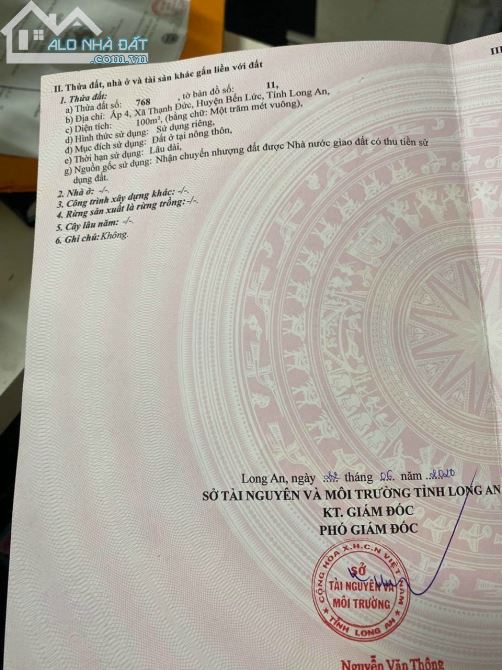 ALO NHÀ ĐẤT
.com.vn
II. Thửa đất, nhà ở và tài sản khác gắn liền với đất
III
1. Thửa đất:
a) Thửa đất số: 768 , tờ bản đồ số: 11,
b) Địa chỉ: Ấp 4, Xã Thạnh Đức, Huyện Bến Lức, Tỉnh Long An,
c) Diện tích: 100m², (bằng chữ: Một trăm mét vuông),
d) Hình thức sử dụng: Sử dụng riêng,
đ) Mục đích sử dụng: Đất ở tại nông thôn,
e) Thời hạn sử dụng: Lâu dài,
g) Nguồn gốc sử dụng: Nhận chuyển nhượng đất được Nhà nước giao đất có thu tiền sử
dụng đất.
2. Nhà ở: -/-.
3. Công trình xây dựng khác: -/-.
4. Rừng sản xuất là rừng trồng: -/-.
5. Cây lâu năm: -/-.
6. Ghi chú: Không.
Long An, ngày tháng 06 năm 2020
SỞ TÀI NGUYÊN VÀ MÔI TRƯỜNG TỈNH LONG AN
KT. GIÁM ĐỐC
PHÓ GIÁM ĐỐC
CỘNG HÒA X.H.C.N VIỆT NAM
SỞ
TÀI NGUYÊN VÀ
MÔI TRƯỜNG
TỈNH LONG AN
Nguyễn Văn Thông